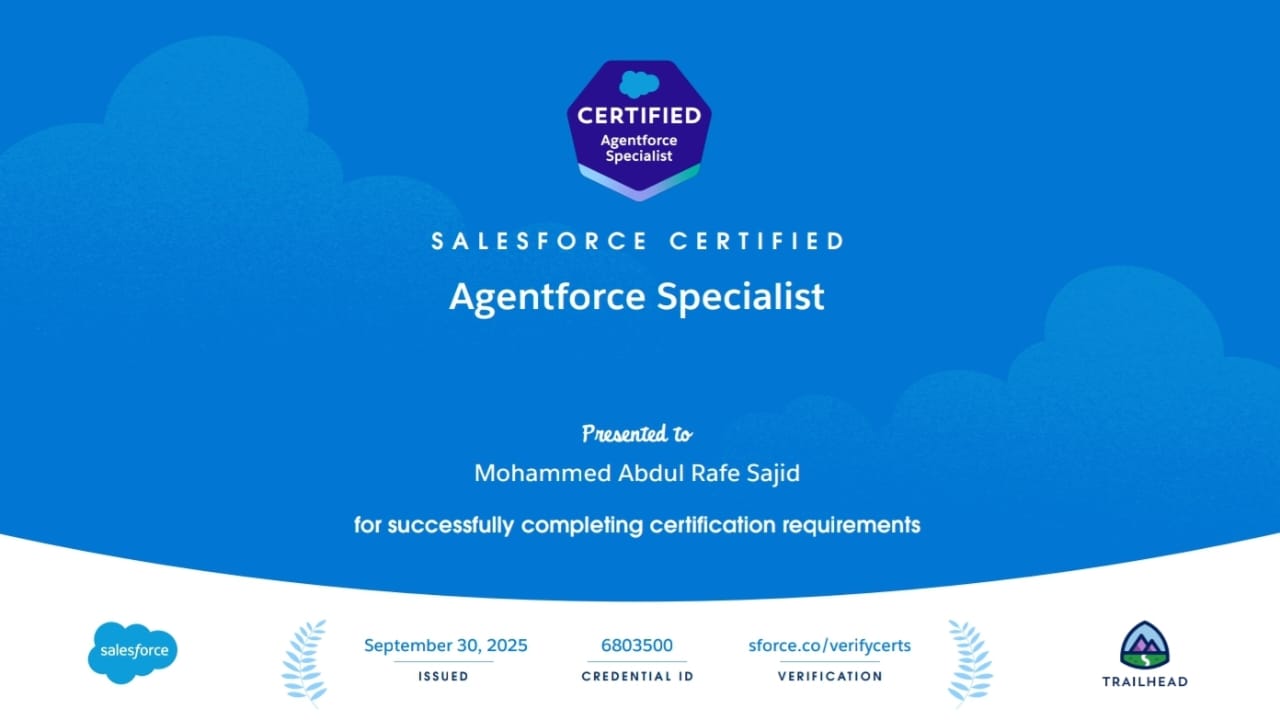 CERTIFIED
Agentforce
Specialist
SALESFORCE CERTIFIED
Agentforce Specialist
Presented to
Mohammed Abdul Rafe Sajid
for successfully completing certification requirements
salesforce
September 30, 2025
ISSUED
6803500
CREDENTIAL ID
sforce.co/verifycerts
VERIFICATION
TRAILHEAD